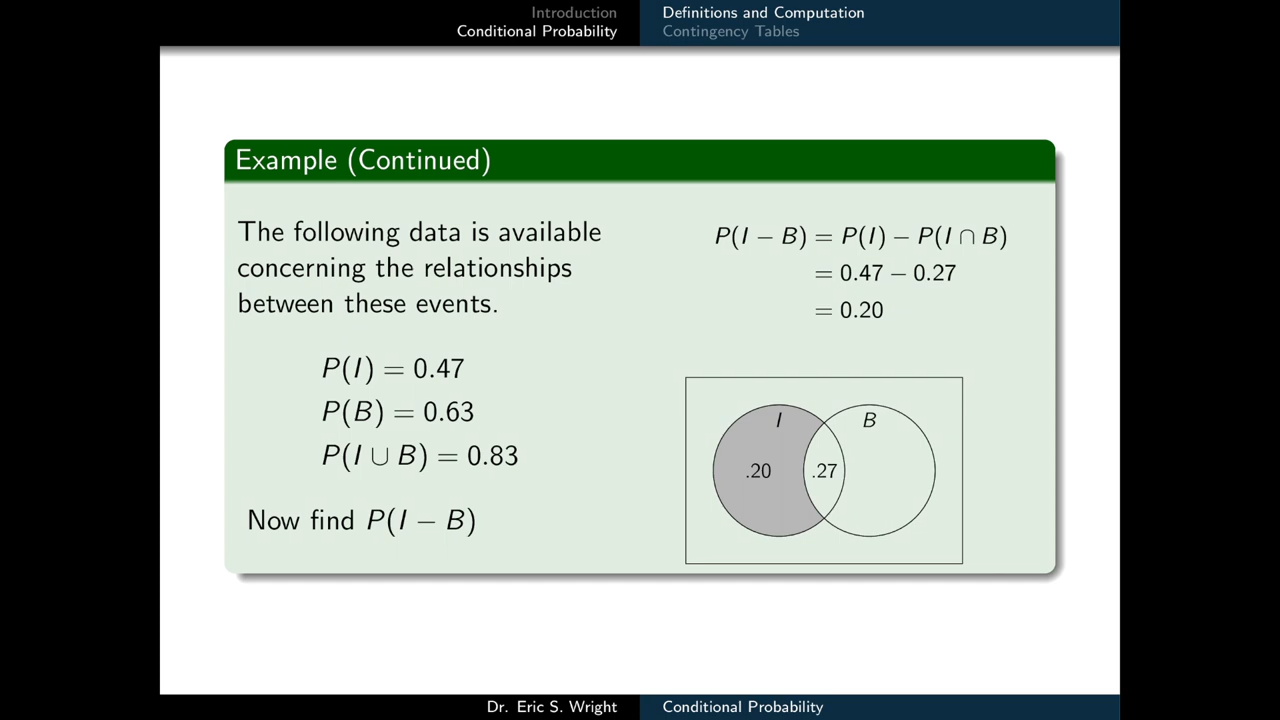 Introduction
Conditional Probability
Definitions and Computation
Contingency Tables
Example (Continued)
The following data is available
concerning the relationships
between these events.
P(I) = 0.47
P(B) = 0.63
P(I ∪ B) = 0.83
Now find P(I − B)
P(I − B) = P(I) − P(I ∩ B)
= 0.47 − 0.27
= 0.20
I B
.20 .27
Dr. Eric S. Wright
Conditional Probability